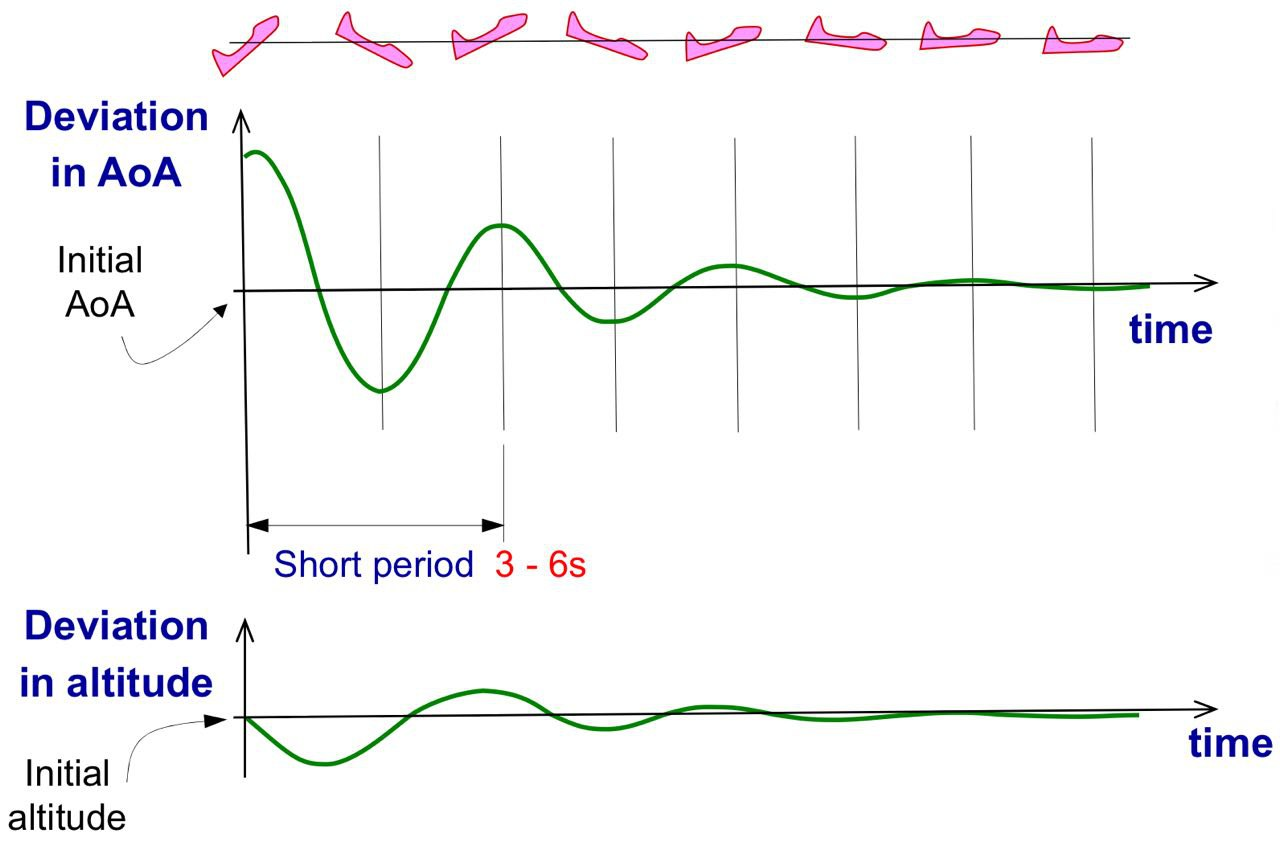 Deviation
in AoA
Initial
AoA
time
Short period 3 - 6s
Deviation
in altitude
time
Initial
altitude